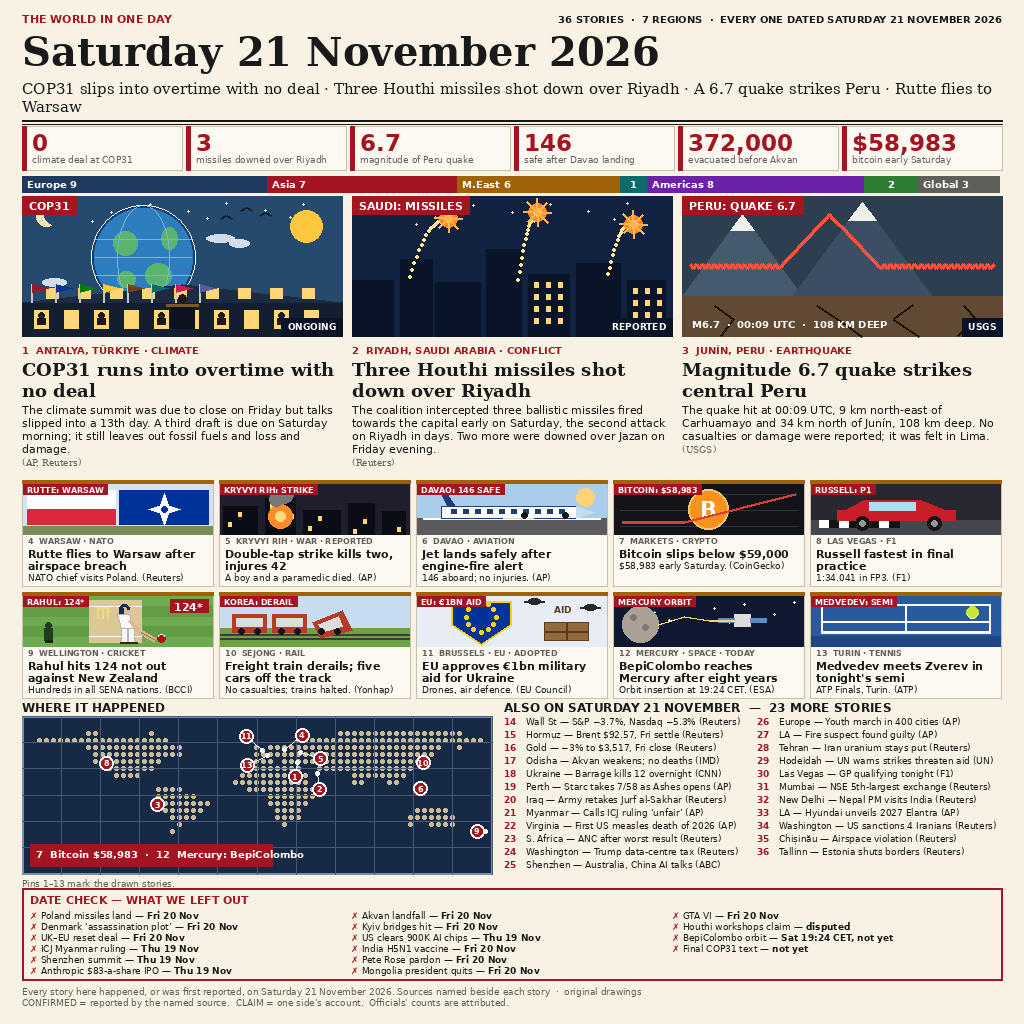 THE WORLD IN ONE DAY
36 STORIES · 7 REGIONS · EVERY ONE DATED SATURDAY 21 NOVEMBER 2026
Saturday 21 November 2026
COP31 slips into overtime with no deal · Three Houthi missiles shot down over Riyadh · A 6.7 quake strikes Peru · Rutte flies to
Warsaw
0
climate deal at COP31
3
missiles downed over Riyadh
6.7
magnitude of Peru quake
146
safe after Davao landing
372,000
evacuated before Akvan
$58,983
bitcoin early Saturday
Europe 9
Asia 7
M.East 6
1
Americas 8
2
Global 3
COP31
ONGOING
SAUDI: MISSILES
REPORTED
PERU: QUAKE 6.7
M6.7 · 00:09 UTC · 108 KM DEEP
USGS
1 ANTALYA, TÜRKIYE · CLIMATE
COP31 runs into overtime with
no deal
The climate summit was due to close on Friday but talks
slipped into a 13th day. A third draft is due on Saturday
morning; it still leaves out fossil fuels and loss and
damage.
(AP, Reuters)
2 RIYADH, SAUDI ARABIA · CONFLICT
Three Houthi missiles shot
down over Riyadh
The coalition intercepted three ballistic missiles fired
towards the capital early on Saturday, the second attack
on Riyadh in days. Two more were downed over Jazan on
Friday evening.
(Reuters)
3 JUNÍN, PERU · EARTHQUAKE
Magnitude 6.7 quake strikes
central Peru
The quake hit at 00:09 UTC, 9 km north-east of
Carhuamayo and 34 km north of Junín, 108 km deep. No
casualties or damage were reported; it was felt in Lima.
(USGS)
RUTTE: WARSAW
4 WARSAW · NATO
Rutte flies to Warsaw after
airspace breach
NATO chief visits Poland. (Reuters)
KRYVYI RIH: STRIKE
5 KRYVYI RIH · WAR · REPORTED
Double-tap strike kills two,
injures 42
A boy and a paramedic died. (AP)
DAVAO: 146 SAFE
6 DAVAO · AVIATION
Jet lands safely after
engine-fire alert
146 aboard; no injuries. (AP)
BITCOIN: $58,983
B
7 MARKETS · CRYPTO
Bitcoin slips below $59,000
$58,983 early Saturday. (CoinGecko)
RUSSELL: P1
8 LAS VEGAS · F1
Russell fastest in final
practice
1:34.041 in FP3. (F1)
RAHUL: 124*
124*
9 WELLINGTON · CRICKET
Rahul hits 124 not out
against New Zealand
Hundreds in all SENA nations. (BCCI)
KOREA: DERAIL
10 SEJONG · RAIL
Freight train derails; five
cars off the track
No casualties; trains halted. (Yonhap)
EU: €1BN AID
AID
11 BRUSSELS · EU · ADOPTED
EU approves €1bn military
aid for Ukraine
Drones, air defence. (EU Council)
MERCURY ORBIT
12 MERCURY · SPACE · TODAY
BepiColombo reaches
Mercury after eight years
Orbit insertion at 19:24 CET. (ESA)
MEDVEDEV: SEMI
13 TURIN · TENNIS
Medvedev meets Zverev in
tonight's semi
ATP Finals, Turin. (ATP)
WHERE IT HAPPENED
11
4
8
13
5
10
1
2
6
3
9
7 Bitcoin $58,983 · 12 Mercury: BepiColombo
Pins 1–13 mark the drawn stories.
ALSO ON SATURDAY 21 NOVEMBER — 23 MORE STORIES
14 Wall St — S&P −3.7%, Nasdaq −5.3% (Reuters)
15 Hormuz — Brent $92.57, Fri settle (Reuters)
16 Gold — −3% to $3,517, Fri close (Reuters)
17 Odisha — Akvan weakens; no deaths (IMD)
18 Ukraine — Barrage kills 12 overnight (CNN)
19 Perth — Starc takes 7/58 as Ashes opens (AP)
20 Iraq — Army retakes Jurf al-Sakhar (Reuters)
21 Myanmar — Calls ICJ ruling ‘unfair’ (AP)
22 Virginia — First US measles death of 2026 (AP)
23 S. Africa — ANC after worst result (Reuters)
24 Washington — Trump data-centre tax (Reuters)
25 Shenzhen — Australia, China AI talks (ABC)
26 Europe — Youth march in 400 cities (AP)
27 LA — Fire suspect found guilty (AP)
28 Tehran — Iran uranium stays put (Reuters)
29 Hodeidah — UN warns strikes threaten aid (UN)
30 Las Vegas — GP qualifying tonight (F1)
31 Mumbai — NSE 5th-largest exchange (Reuters)
32 New Delhi — Nepal PM visits India (Reuters)
33 LA — Hyundai unveils 2027 Elantra (AP)
34 Washington — US sanctions 4 Iranians (Reuters)
35 Chișinău — Airspace violation (Reuters)
36 Tallinn — Estonia shuts borders (Reuters)
DATE CHECK — WHAT WE LEFT OUT
✗ Poland missiles land — Fri 20 Nov
✗ Denmark ‘assassination plot’ — Fri 20 Nov
✗ UK–EU reset deal — Fri 20 Nov
✗ ICJ Myanmar ruling — Thu 19 Nov
✗ Shenzhen summit — Thu 19 Nov
✗ Anthropic $83-a-share IPO — Thu 19 Nov
✗ Akvan landfall — Fri 20 Nov
✗ Kyiv bridges hit — Fri 20 Nov
✗ US clears 900K AI chips — Thu 19 Nov
✗ India H5N1 vaccine — Fri 20 Nov
✗ Pete Rose pardon — Fri 20 Nov
✗ Mongolia president quits — Fri 20 Nov
✗ GTA VI — Fri 20 Nov
✗ Houthi workshops claim — disputed
✗ BepiColombo orbit — Sat 19:24 CET, not yet
✗ Final COP31 text — not yet
Every story here happened, or was first reported, on Saturday 21 November 2026. Sources named beside each story · original drawings
CONFIRMED = reported by the named source. CLAIM = one side's account. Officials' counts are attributed.